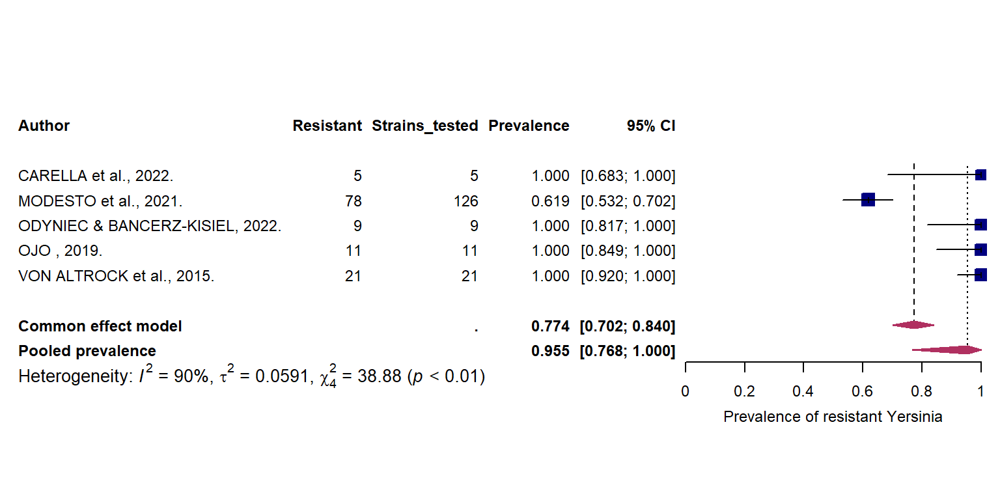 Author Resistant Strains_tested Prevalence 95% CI
CARELLA et al., 2022. 5 5 1.000 [0.683; 1.000]
MODESTO et al., 2021. 78 126 0.619 [0.532; 0.702]
ODYNIEC & BANCERZ-KISIEL, 2022. 9 9 1.000 [0.817; 1.000]
OJO , 2019. 11 11 1.000 [0.849; 1.000]
VON ALTROCK et al., 2015. 21 21 1.000 [0.920; 1.000]
Common effect model . 0.774 [0.702; 0.840]
Pooled prevalence 0.955 [0.768; 1.000]
Heterogeneity: I² = 90%, τ² = 0.0591, χ²₄ = 38.88 (p < 0.01)
0 0.2 0.4 0.6 0.8 1
Prevalence of resistant Yersinia